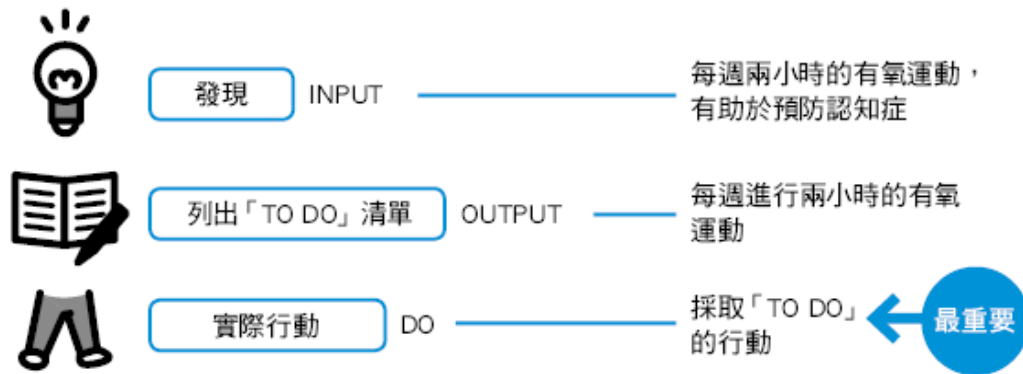 發現 INPUT
每週兩小時的有氧運動，
有助於預防認知症
列出「TO DO」清單 OUTPUT
每週進行兩小時的有氧
運動
實際行動 DO
採取「TO DO」
的行動
最重要